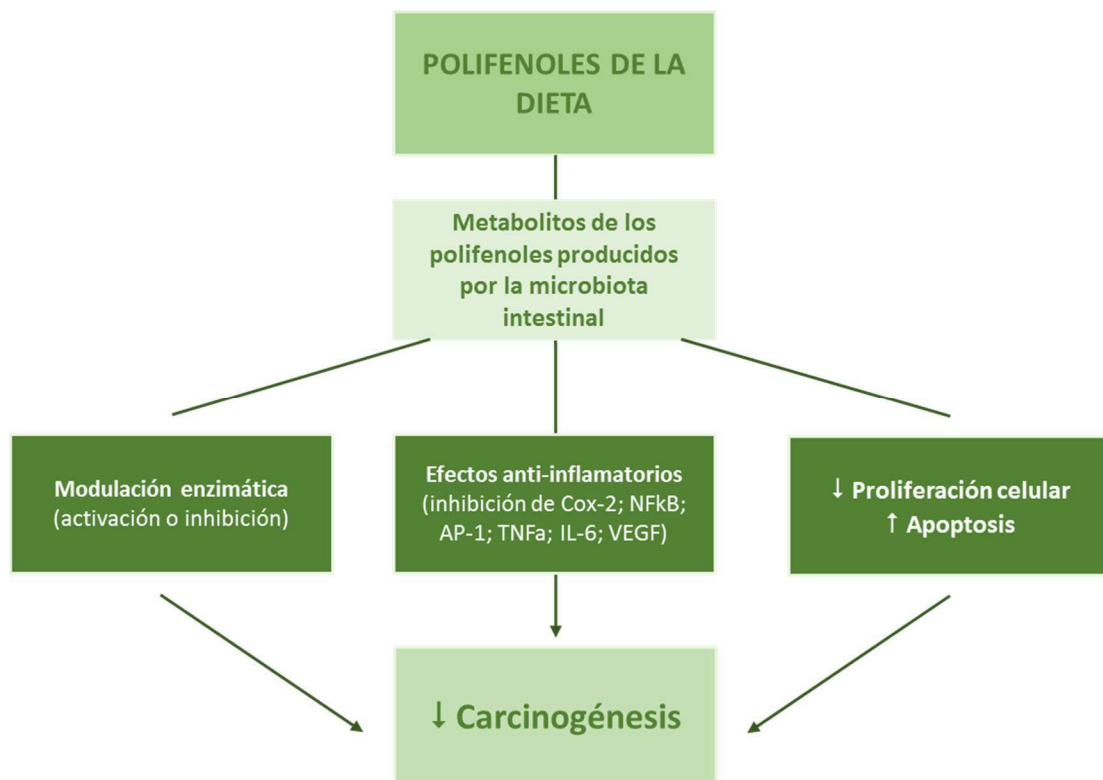 POLIFENOLES DE LA
DIETA
Metabolitos de los
polifenoles producidos
por la microbiota
intestinal
Modulación enzimática
(activación o inhibición)
Efectos anti-inflamatorios
(inhibición de Cox-2; NFkB;
AP-1; TNFa; IL-6; VEGF)
↓ Proliferación celular
↑ Apoptosis
↓ Carcinogénesis